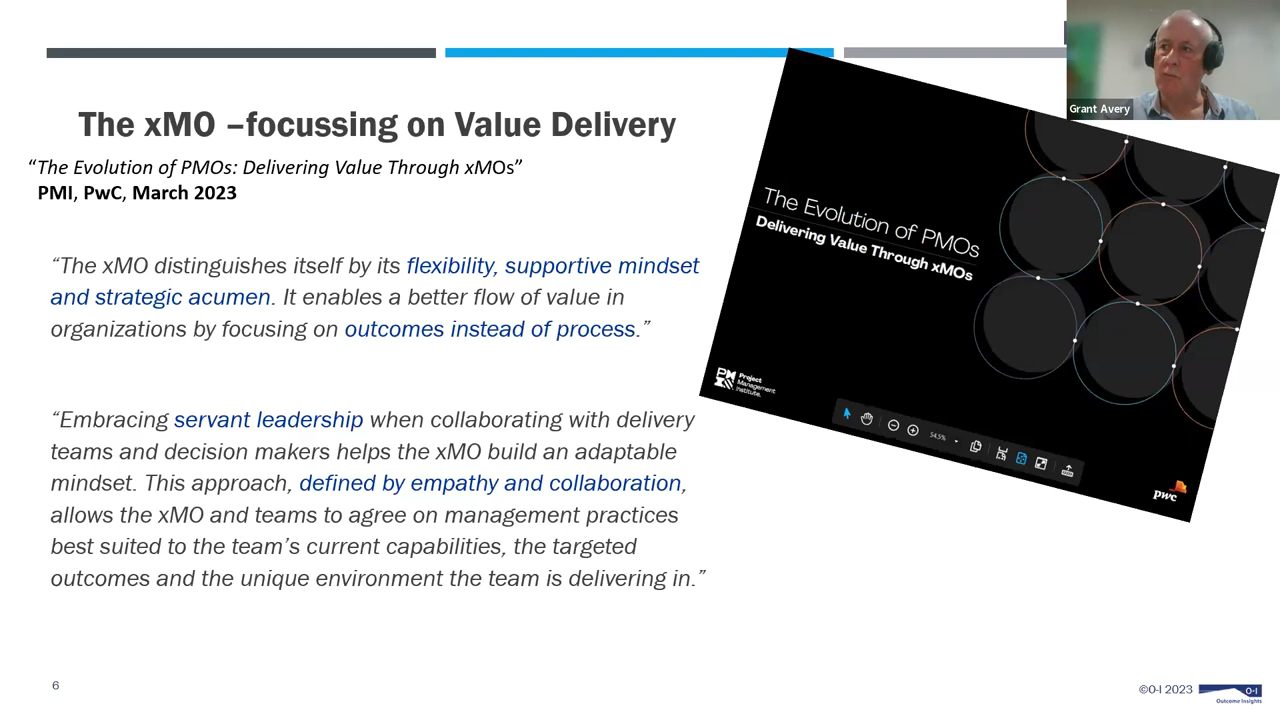 Grant Avery
The xMO –focussing on Value Delivery
“The Evolution of PMOs: Delivering Value Through xMOs”
PMI, PwC, March 2023
“The xMO distinguishes itself by its flexibility, supportive mindset
and strategic acumen. It enables a better flow of value in
organizations by focusing on outcomes instead of process.”
“Embracing servant leadership when collaborating with delivery
teams and decision makers helps the xMO build an adaptable
mindset. This approach, defined by empathy and collaboration,
allows the xMO and teams to agree on management practices
best suited to the team’s current capabilities, the targeted
outcomes and the unique environment the team is delivering in.”
The Evolution of PMOs
Delivering Value Through xMOs
Project
Management
Institute.
54.5%
pwc
6
©O-I 2023
O-I
Outcome Insights